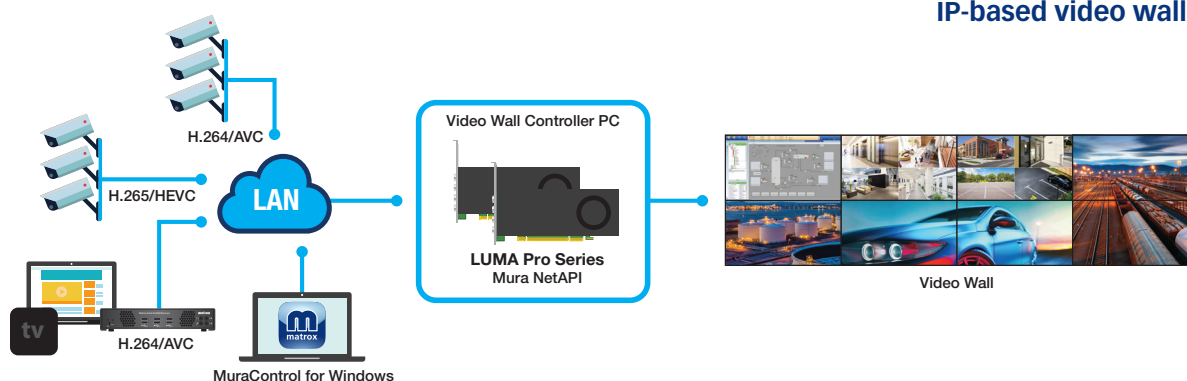 IP-based video wall
H.264/AVC
H.265/HEVC
LAN
Video Wall Controller PC
LUMA Pro Series
Mura NetAPI
Video Wall
tv
H.264/AVC
matrox
MuraControl for Windows